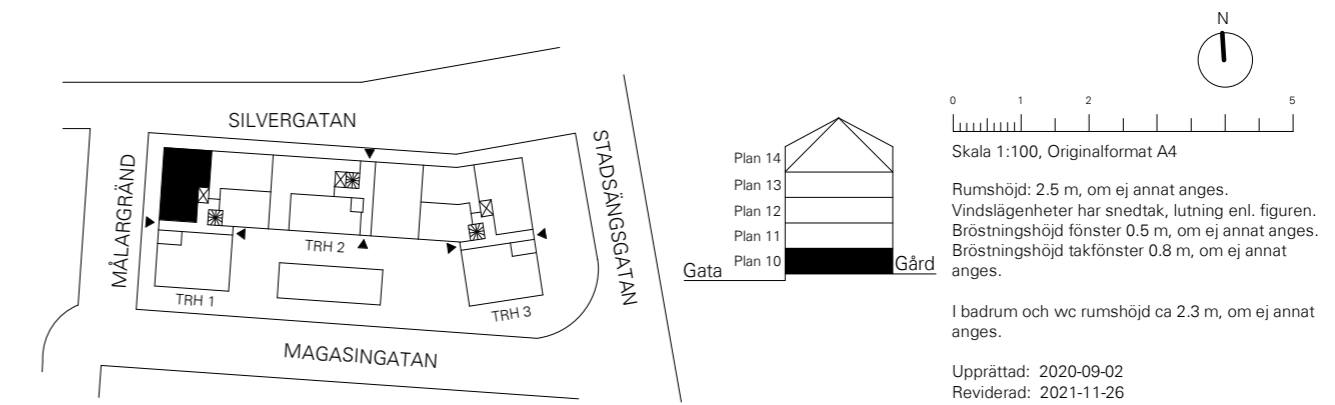 SILVERGATAN
MÅLARGRÄND
STADSÄNGSGATAN
TRH 2
TRH 1
TRH 3
MAGASINGATAN
Plan 14
Plan 13
Plan 12
Plan 11
Plan 10
Gata
Gård
N
0 1 2 5
Skala 1:100, Originalformat A4
Rumshöjd: 2.5 m, om ej annat anges.
Vindslägenheter har snedtak, lutning enl. figuren.
Bröstningshöjd fönster 0.5 m, om ej annat anges.
Bröstningshöjd takfönster 0.8 m, om ej annat
anges.
I badrum och wc rumshöjd ca 2.3 m, om ej annat
anges.
Upprättad: 2020-09-02
Reviderad: 2021-11-26